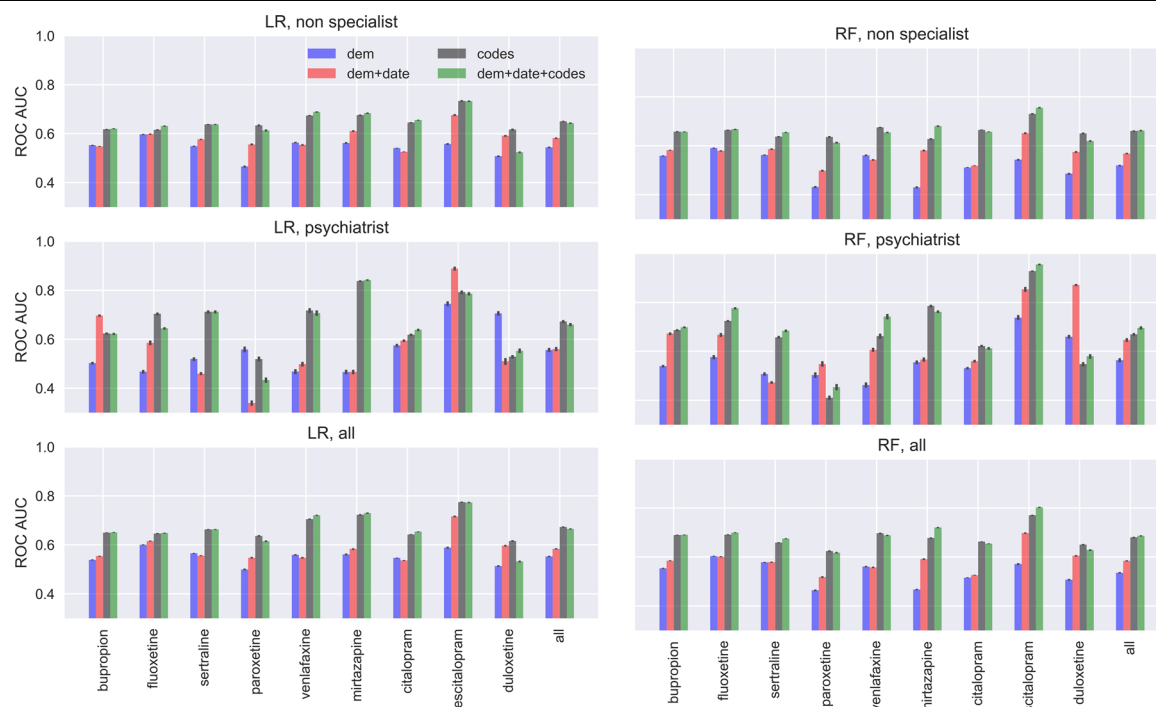 LR, non specialist
1.0
0.8
0.6
0.4
ROC AUC
dem
codes
dem+date
dem+date+codes
RF, non specialist
LR, psychiatrist
1.0
0.8
0.6
0.4
ROC AUC
RF, psychiatrist
LR, all
1.0
0.8
0.6
0.4
ROC AUC
RF, all
bupropion
fluoxetine
sertraline
paroxetine
venlafaxine
mirtazapine
citalopram
escitalopram
duloxetine
all
bupropion
fluoxetine
sertraline
paroxetine
venlafaxine
mirtazapine
citalopram
scitalopram
duloxetine
all